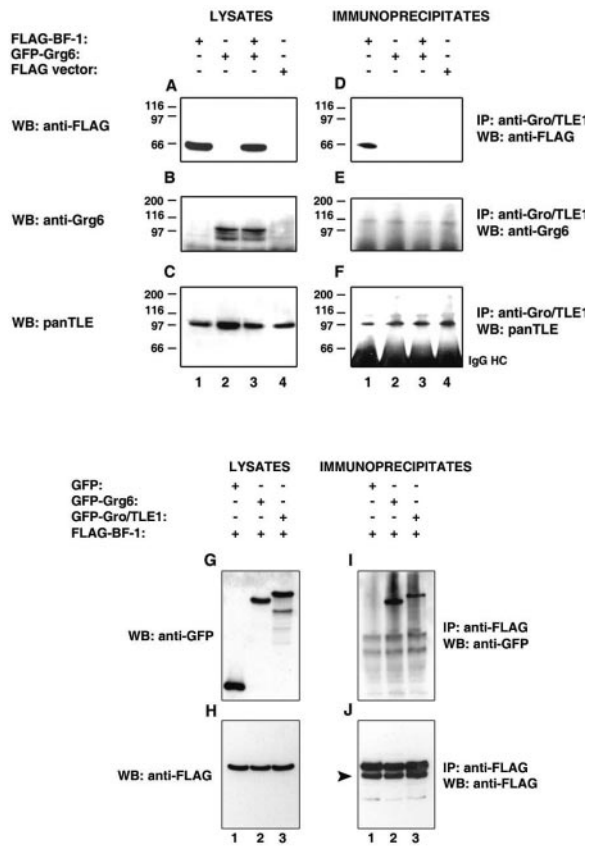 LYSATES IMMUNOPRECIPITATES
FLAG-BF-1: + - + - + - + -
GFP-Grg6: - + + - - + + -
FLAG vector: - - - + - - - +
A D
116 116
97 97
WB: anti-FLAG IP: anti-Gro/TLE1
WB: anti-FLAG
66 66
B E
200 200
116 116
WB: anti-Grg6 IP: anti-Gro/TLE1
97 97
WB: anti-Grg6
C F
200 200
116 116
WB: panTLE IP: anti-Gro/TLE1
97 97
WB: panTLE
66 66
IgG HC
1 2 3 4 1 2 3 4
LYSATES IMMUNOPRECIPITATES
GFP: + - - + - -
GFP-Grg6: - + - - + -
GFP-Gro/TLE1: - - + - - +
FLAG-BF-1: + + + + + +
G I
WB: anti-GFP IP: anti-FLAG
WB: anti-GFP
H J
WB: anti-FLAG IP: anti-FLAG
WB: anti-FLAG
1 2 3 1 2 3